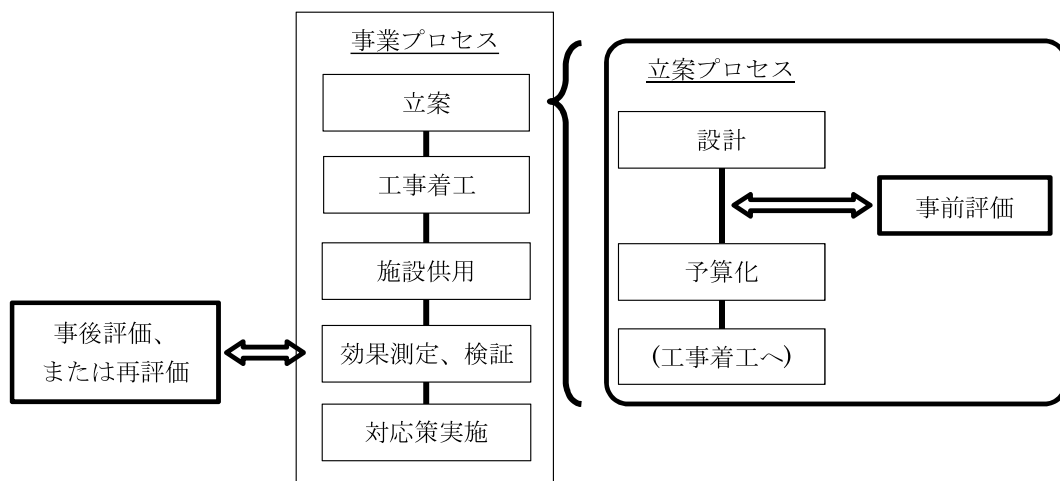 事業プロセス
立案
工事着工
施設供用
効果測定、検証
対応策実施
事後評価、
または再評価
立案プロセス
設計
事前評価
予算化
(工事着工へ)